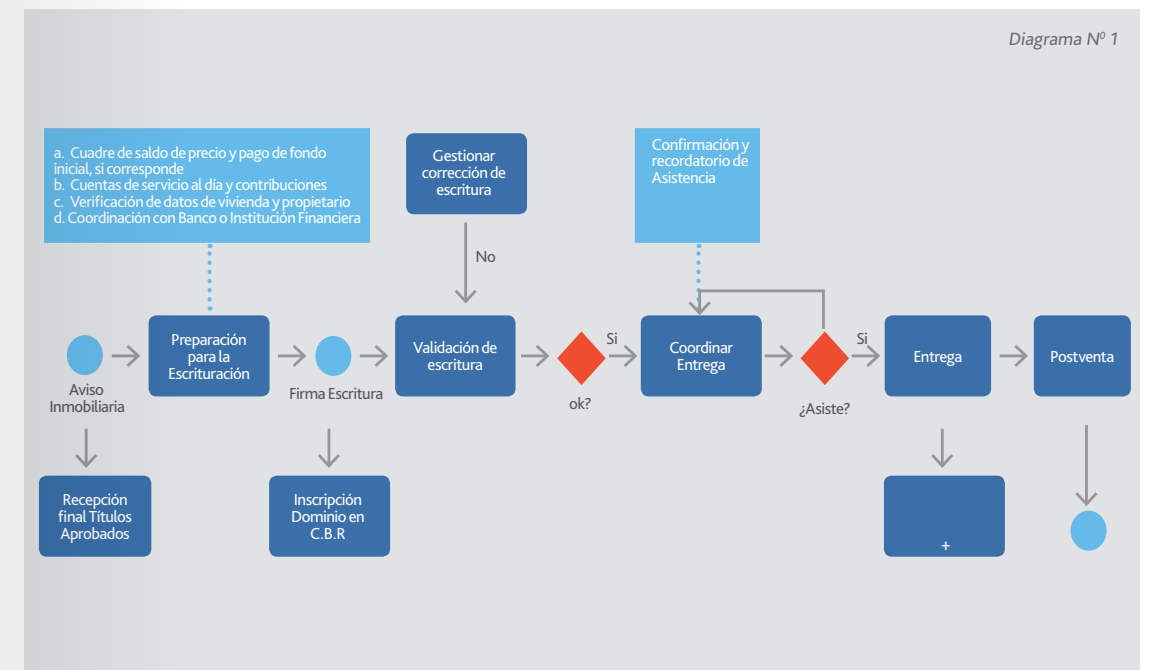 Diagrama Nº 1
a. Cuadre de saldo de precio y pago de fondo
inicial, si corresponde
b. Cuentas de servicio al día y contribuciones
c. Verificación de datos de vivienda y propietario
d. Coordinación con Banco o Institución Financiera
Gestionar
corrección de
escritura
Confirmación y
recordatorio de
Asistencia
No
Aviso
Inmobiliaria
Preparación
para la
Escrituración
Firma Escritura
Validación de
escritura
ok?
Si
Coordinar
Entrega
¿Asiste?
Si
Entrega
Postventa
Recepción
final Títulos
Aprobados
Inscripción
Dominio en
C.B.R
+